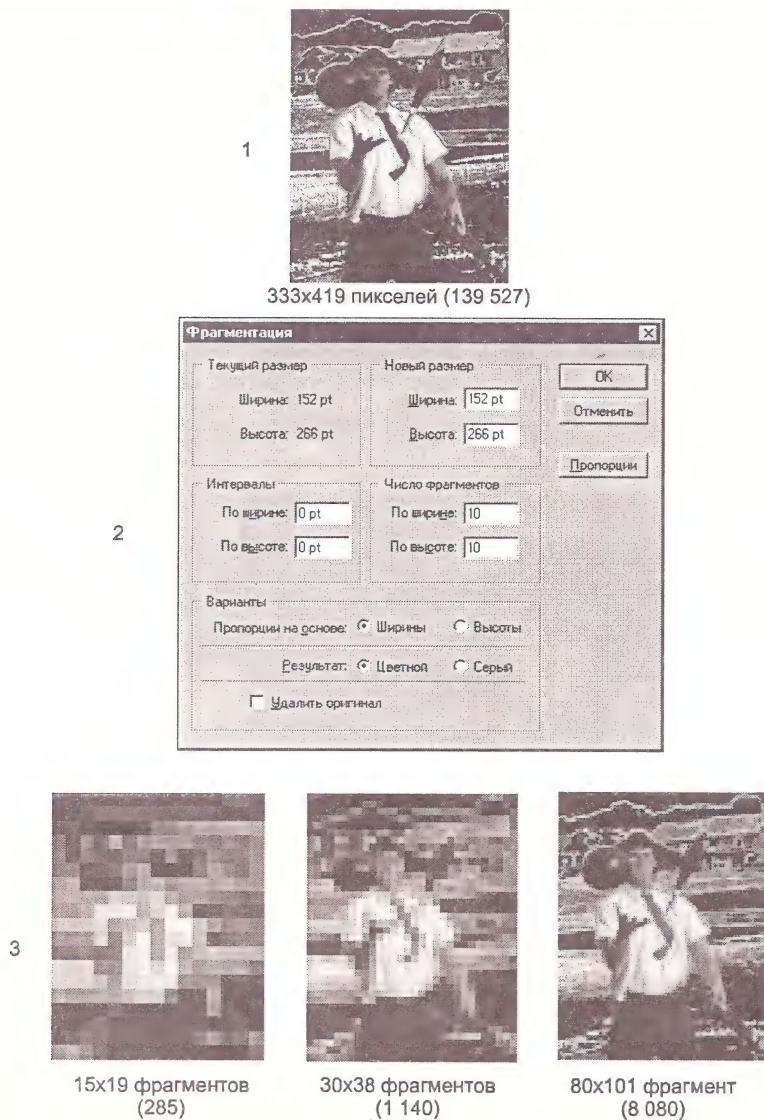 1
333x419 пикселей (139 527)
2
Фрагментация
Текущий размер
Ширина: 152 pt
Высота: 266 pt
Новый размер
Ширина: 152 pt
Высота: 266 pt
OK
Отменить
Пропорции
Интервалы
По ширине: 0 pt
По высоте: 0 pt
Число фрагментов
По ширине: 10
По высоте: 10
Варианты
Пропорции на основе: Ширины Высоты
Результат: Цветной Серый
Удалить оригинал
3
15x19 фрагментов
(285)
30x38 фрагментов
(1 140)
80x101 фрагмент
(8 080)